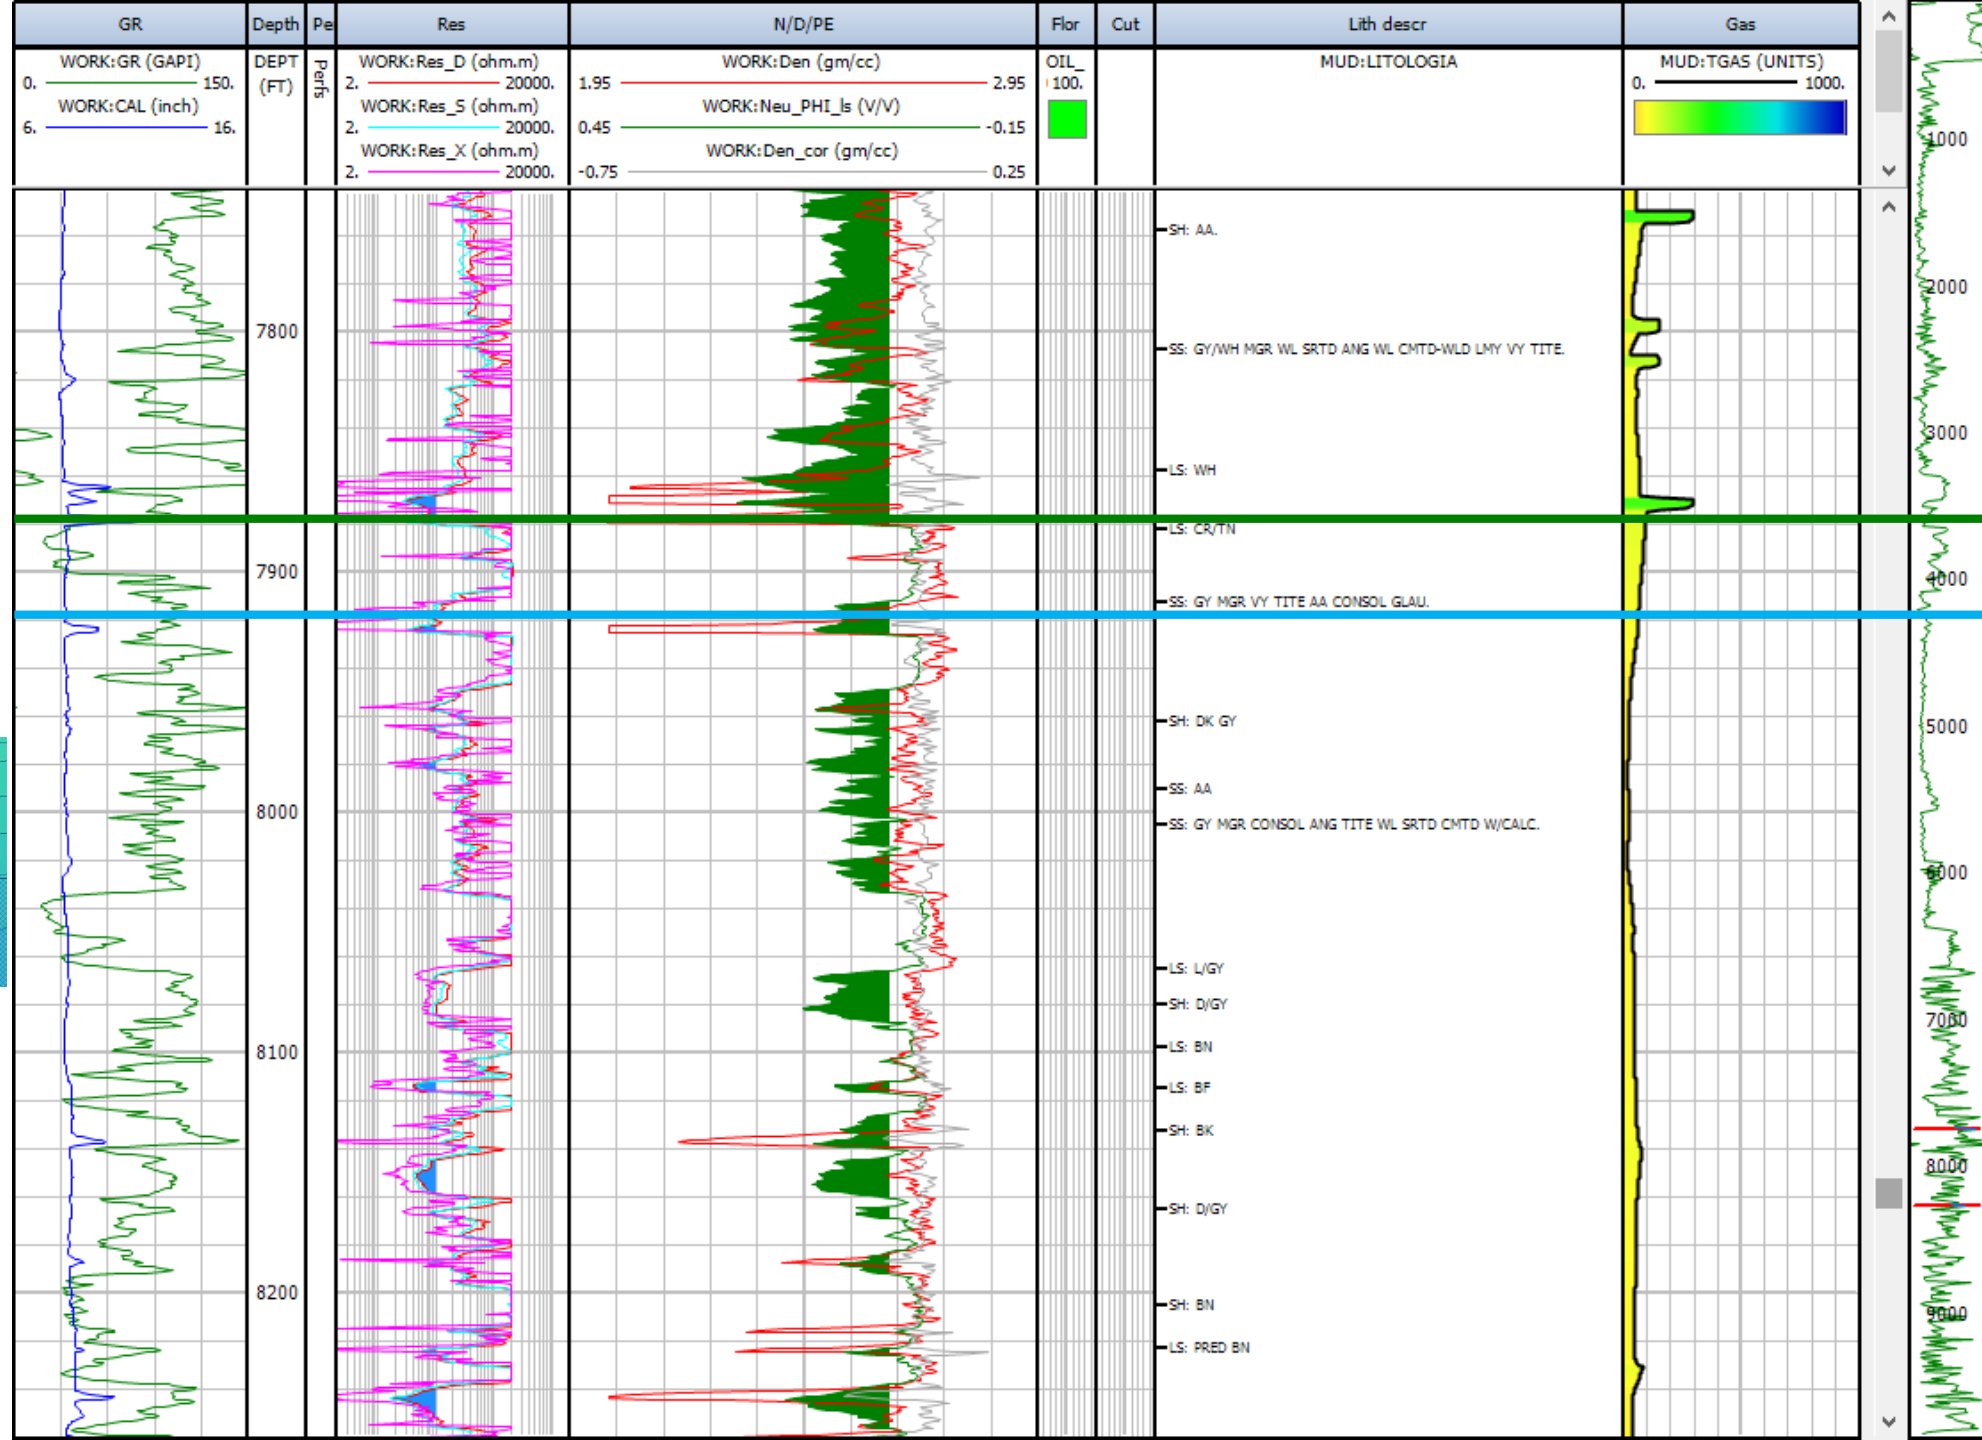 GR Depth Pe Res N/D/PE Flor Cut Lith descr Gas
WORK:GR (GAPI)
0. 150.
WORK:CAL (inch)
6. 16.
DEPT
(FT)
Perfs
WORK:Res_D (ohm.m)
2. 20000.
WORK:Res_S (ohm.m)
2. 20000.
WORK:Res_X (ohm.m)
2. 20000.
WORK:Den (gm/cc)
1.95 2.95
WORK:Neu_PHI_ls (V/V)
0.45 -0.15
WORK:Den_cor (gm/cc)
-0.75 0.25
OIL_
100.
MUD:LITOLOGIA
MUD:TGAS (UNITS)
0. 1000.
7800
7900
8000
8100
8200
SH: AA.
SS: GY/WH MGR WL SRTD ANG WL CMTD-WLD LMY VY TITE.
LS: WH
LS: CR/TN
SS: GY MGR VY TITE AA CONSOL GLAU.
SH: DK GY
SS: AA
SS: GY MGR CONSOL ANG TITE WL SRTD CMTD W/CALC.
LS: L/GY
SH: D/GY
LS: BN
LS: BF
SH: BK
SH: D/GY
SH: BN
LS: PRED BN
1000
2000
3000
4000
5000
6000
7000
8000
9000